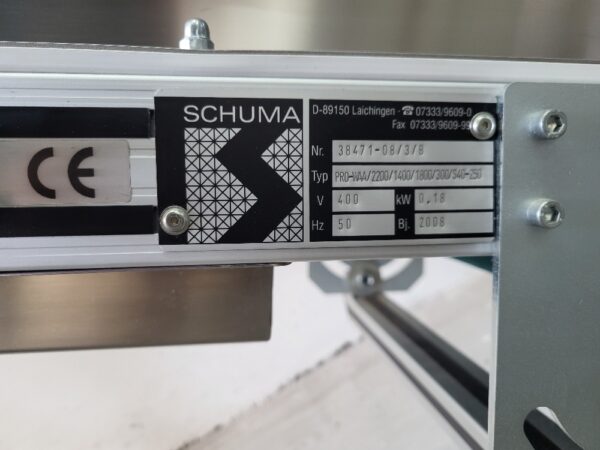 CE
SCHUMA
D-89150 Laichingen · ☎ 07333/9609-0
Fax 07333/9609-99
Nr. 38471-08/3/8
Typ PRO-WAA/2200/1400/1800/300/S40-250
V 400 kW 0,18
Hz 50 Bj. 2008